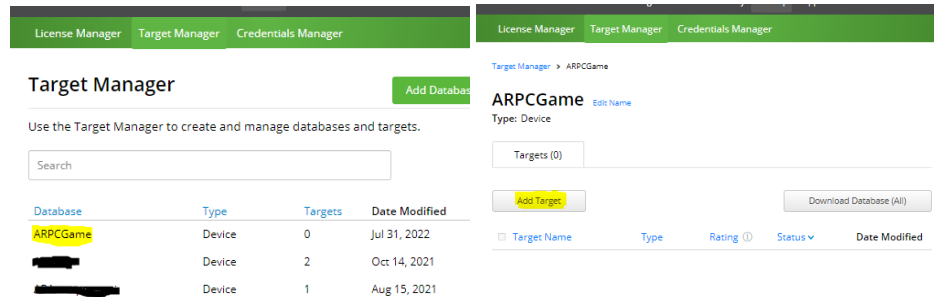 License Manager Target Manager Credentials Manager
Target Manager
Add Databas
Use the Target Manager to create and manage databases and targets.
Search
Database Type Targets Date Modified
ARPCGame Device 0 Jul 31, 2022
Device 2 Oct 14, 2021
Device 1 Aug 15, 2021
License Manager Target Manager Credentials Manager
Target Manager > ARPCGame
ARPCGame Edit Name
Type: Device
Targets (0)
Add Target Download Database (All)
Target Name Type Rating Status Date Modified